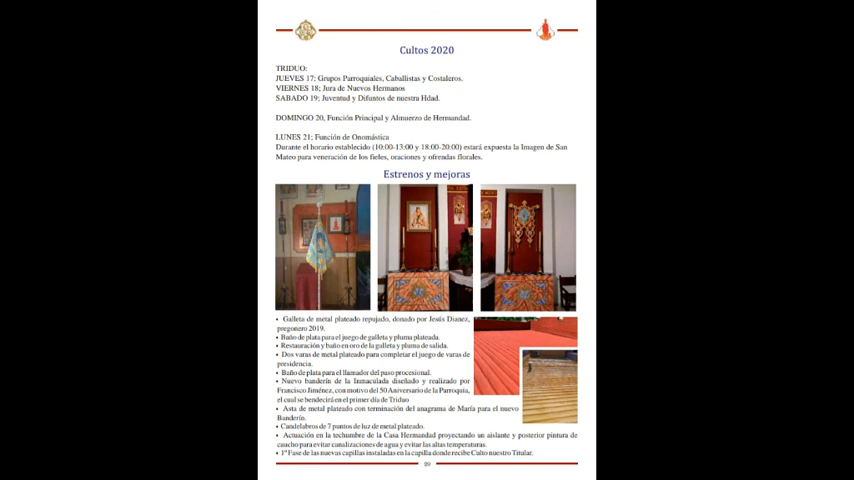 Cultos 2020
TRIDUO:
JUEVES 17; Grupos Parroquiales, Caballistas y Costaleros.
VIERNES 18; Jura de Nuevos Hermanos
SABADO 19; Juventud y Difuntos de nuestra Hdad.
DOMINGO 20, Función Principal y Almuerzo de Hermandad.
LUNES 21; Función de Onomástica
Durante el horario establecido (10:00-13:00 y 18:00-20:00) estará expuesta la Imagen de San
Mateo para veneración de los fieles, oraciones y ofrendas florales.
Estrenos y mejoras
• Galleta de metal plateado repujado, donado por Jesús Dianez,
pregonero 2019.
• Baño de plata para el juego de galleta y pluma plateada.
• Restauración y baño en oro de la galleta y pluma de salida.
• Dos varas de metal plateado para completar el juego de varas de
presidencia.
• Baño de plata para el llamador del paso procesional.
• Nuevo banderín de la Inmaculada diseñado y realizado por
Francisco Jiménez, con motivo del 50 Aniversario de la Parroquia,
el cual se bendecirá en el primer día de Triduo
• Asta de metal plateado con terminación del anagrama de María para el nuevo
Banderín.
• Candelabros de 7 puntos de luz de metal plateado.
• Actuación en la techumbre de la Casa Hermandad proyectando un aislante y posterior pintura de
caucho para evitar canalizaciones de agua y evitar las altas temperaturas.
• 1ª Fase de las nuevas capillas instaladas en la capilla donde recibe Culto nuestro Titular.
89